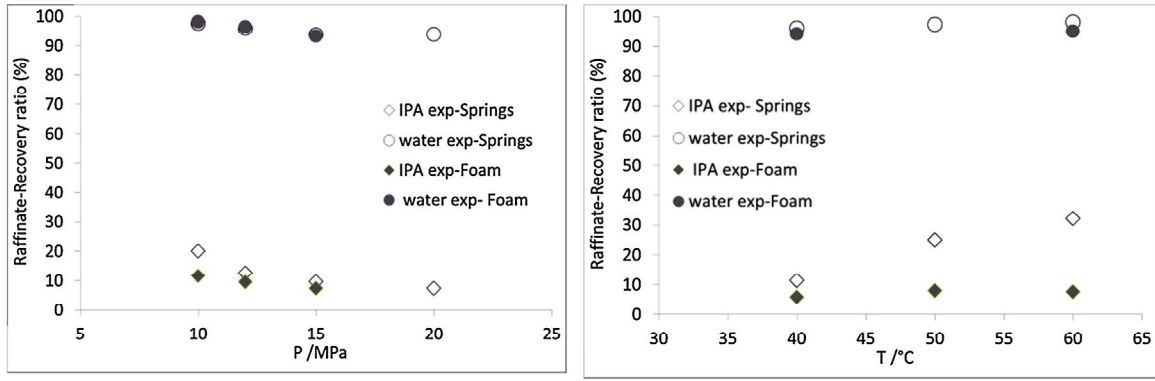 Raffinate-Recovery ratio (%)
100
90
80
70
60
50
40
30
20
10
0
5
10
15
20
25
P /MPa
IPA exp-Springs
water exp-Springs
IPA exp-Foam
water exp- Foam
Raffinate-Recovery ratio (%)
100
90
80
70
60
50
40
30
20
10
0
30
35
40
45
50
55
60
65
T /°C
IPA exp- Springs
water exp-Springs
IPA exp-Foam
water exp-Foam